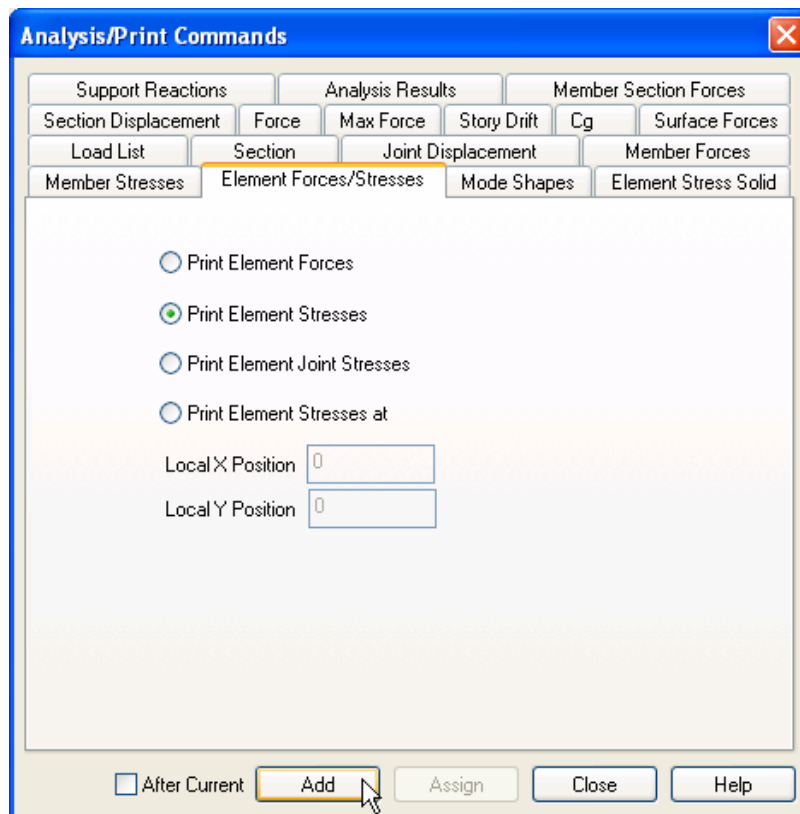 Analysis/Print Commands
Support Reactions Analysis Results Member Section Forces
Section Displacement Force Max Force Story Drift Cg Surface Forces
Load List Section Joint Displacement Member Forces
Member Stresses Element Forces/Stresses Mode Shapes Element Stress Solid
Print Element Forces
Print Element Stresses
Print Element Joint Stresses
Print Element Stresses at
Local X Position 0
Local Y Position 0
After Current Add Assign Close Help